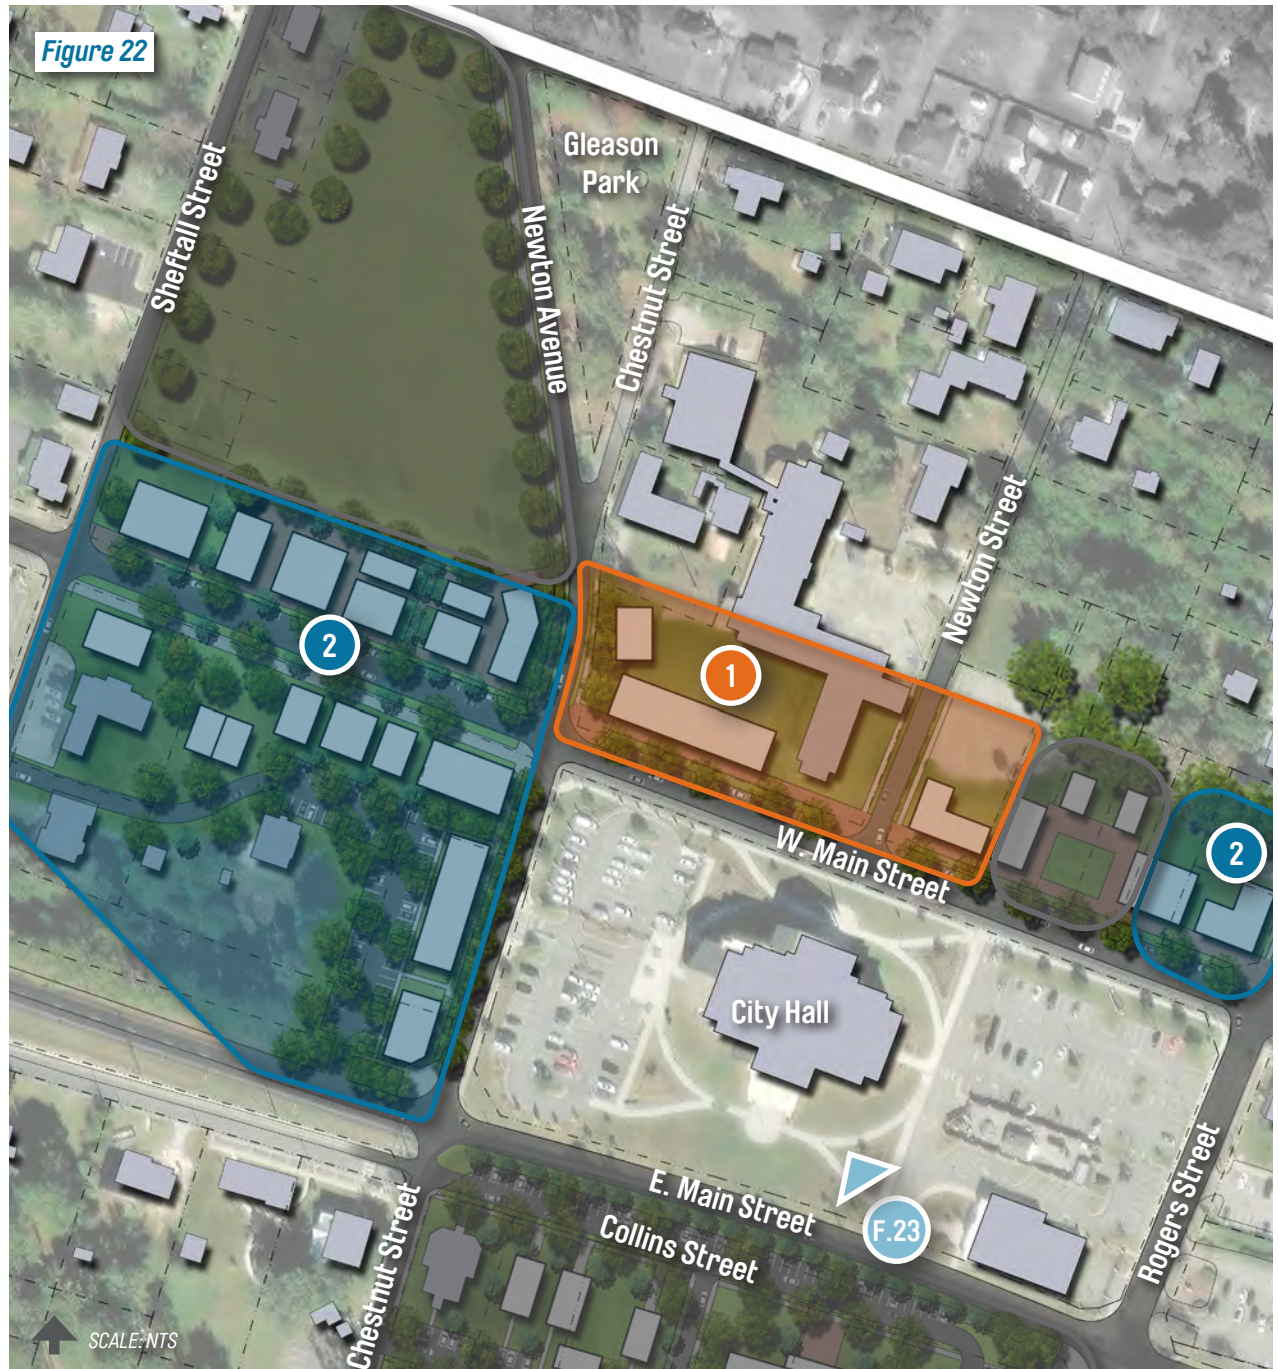 Figure 22
Gleason
Park
Sheftall Street
Newton Avenue
Chestnut Street
Newton Street
2
1
2
W. Main Street
City Hall
E. Main Street
F.23
Collins Street
Rogers Street
Chestnut Street
SCALE: NTS